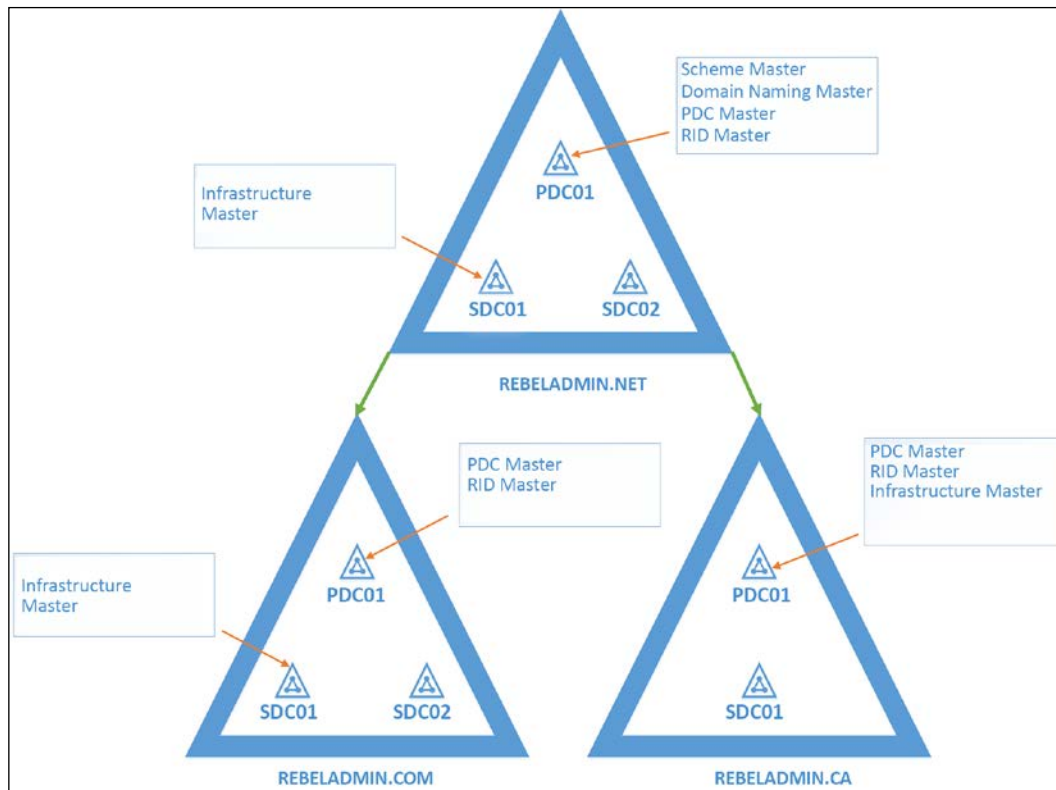 Scheme Master
Domain Naming Master
PDC Master
RID Master
PDC01
Infrastructure
Master
SDC01
SDC02
REBELADMIN.NET
PDC Master
RID Master
PDC Master
RID Master
Infrastructure Master
PDC01
PDC01
Infrastructure
Master
SDC01
SDC02
SDC01
REBELADMIN.COM
REBELADMIN.CA